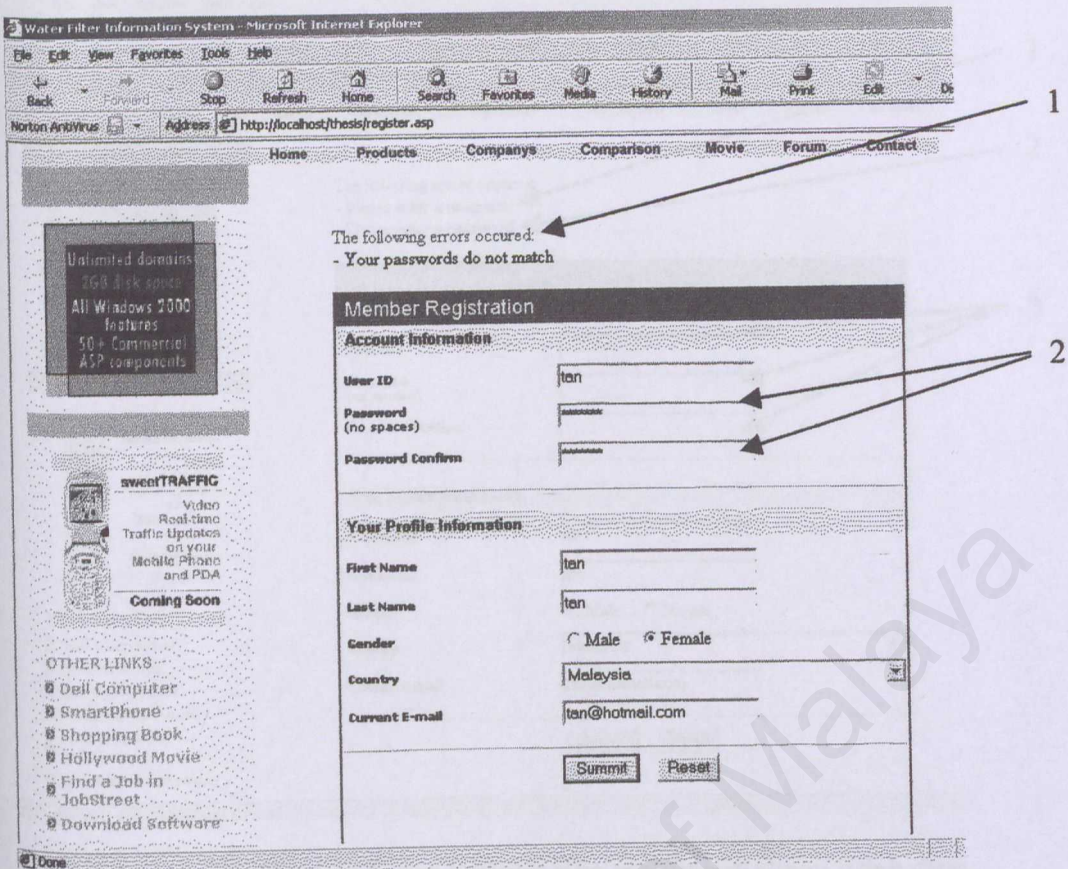 Water Filter Information System - Microsoft Internet Explorer
File Edit View Favorites Tools Help
Back Forward Stop Refresh Home Search Favorites Media History Mail Print Edit Di
Norton AntiVirus Address http://localhost/thesis/register.asp
Home Products Companys Comparison Movie Forum Contact
1
The following errors occured:
- Your passwords do not match
Unlimited domains
2GB disk space
All Windows 2000
features
50+ Commercial
ASP components
Member Registration
Account Information
User ID tan
Password ********
(no spaces)
Password Confirm ********
2
sweetTRAFFIC
Video
Real-time
Traffic Updates
on your
Mobile Phone
and PDA
Coming Soon
Your Profile Information
First Name tan
Last Name tan
Gender Male Female
Country Malaysia
Current E-mail tan@hotmail.com
Summit Reset
OTHER LINKS
Dell Computer
SmartPhone
Shopping Book
Hollywood Movie
Find a Job in
JobStreet
Download Software
Done
of Malaya